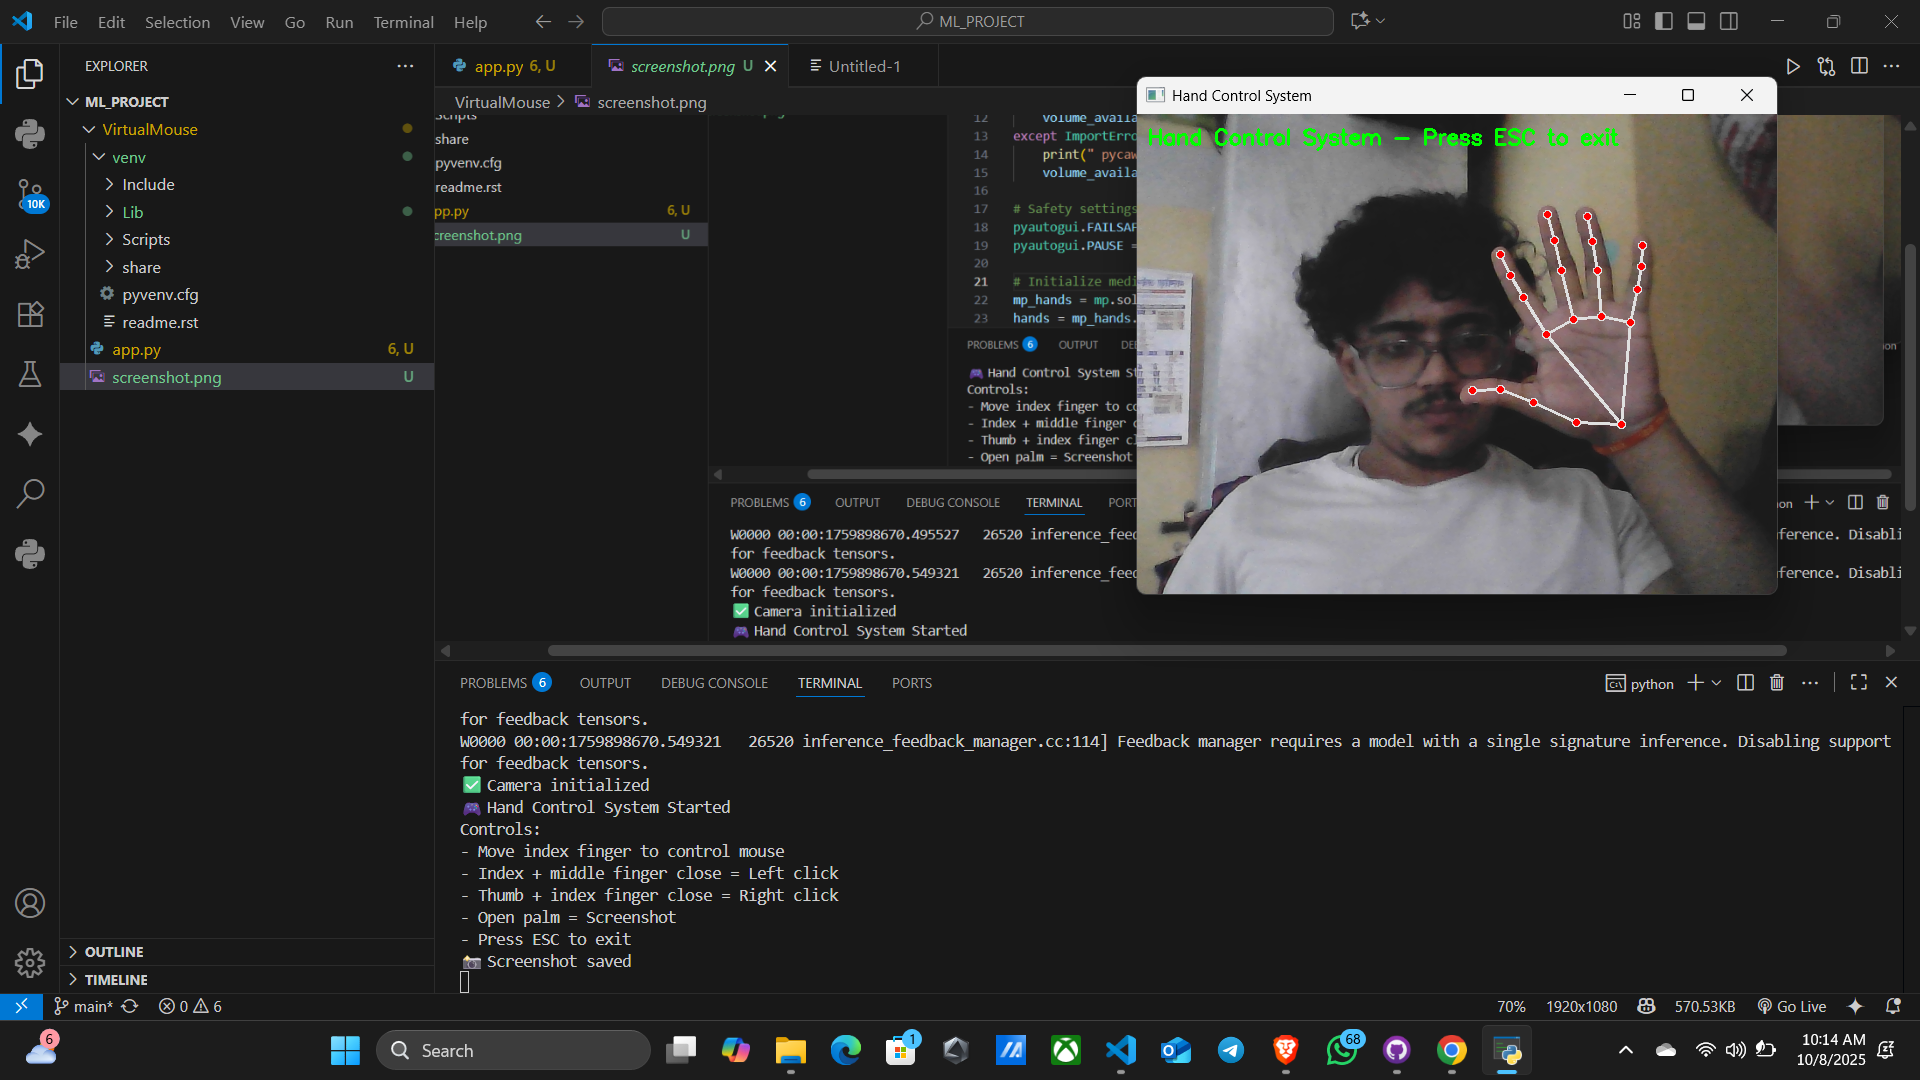 File Edit Selection View Go Run Terminal Help
ML_PROJECT
EXPLORER
ML_PROJECT
VirtualMouse
venv
Include
Lib
Scripts
share
pyvenv.cfg
readme.rst
app.py 6, U
screenshot.png U
OUTLINE
TIMELINE
10K
app.py 6, U
screenshot.png U
Untitled-1
VirtualMouse > screenshot.png
share
pyvenv.cfg
readme.rst
pp.py 6, U
creenshot.png U
12 volume_avail
13 except ImportErro
14 print(" pycaw
15 volume_availa
16
17 # Safety settings
18 pyautogui.FAILSAF
19 pyautogui.PAUSE =
20
21 # Initialize medi
22 mp_hands = mp.sol
23 hands = mp_hands.
PROBLEMS 6 OUTPUT DE
Hand Control System St
Controls:
- Move index finger to co
- Index + middle finger c
- Thumb + index finger cl
- Open palm = Screenshot
PROBLEMS 6 OUTPUT DEBUG CONSOLE TERMINAL PORT
W0000 00:00:1759898670.495527 26520 inference_feed
ference. Disabli
for feedback tensors.
W0000 00:00:1759898670.549321 26520 inference_feed
ference. Disabli
for feedback tensors.
✅ Camera initialized
🎮 Hand Control System Started
Hand Control System
Hand Control System - Press ESC to exit
PROBLEMS 6 OUTPUT DEBUG CONSOLE TERMINAL PORTS
python
for feedback tensors.
W0000 00:00:1759898670.549321 26520 inference_feedback_manager.cc:114] Feedback manager requires a model with a single signature inference. Disabling support
for feedback tensors.
✅ Camera initialized
🎮 Hand Control System Started
Controls:
- Move index finger to control mouse
- Index + middle finger close = Left click
- Thumb + index finger close = Right click
- Open palm = Screenshot
- Press ESC to exit
📸 Screenshot saved
main* 0 6
70% 1920x1080 570.53KB Go Live
6
Search
1
68
10:14 AM
10/8/2025